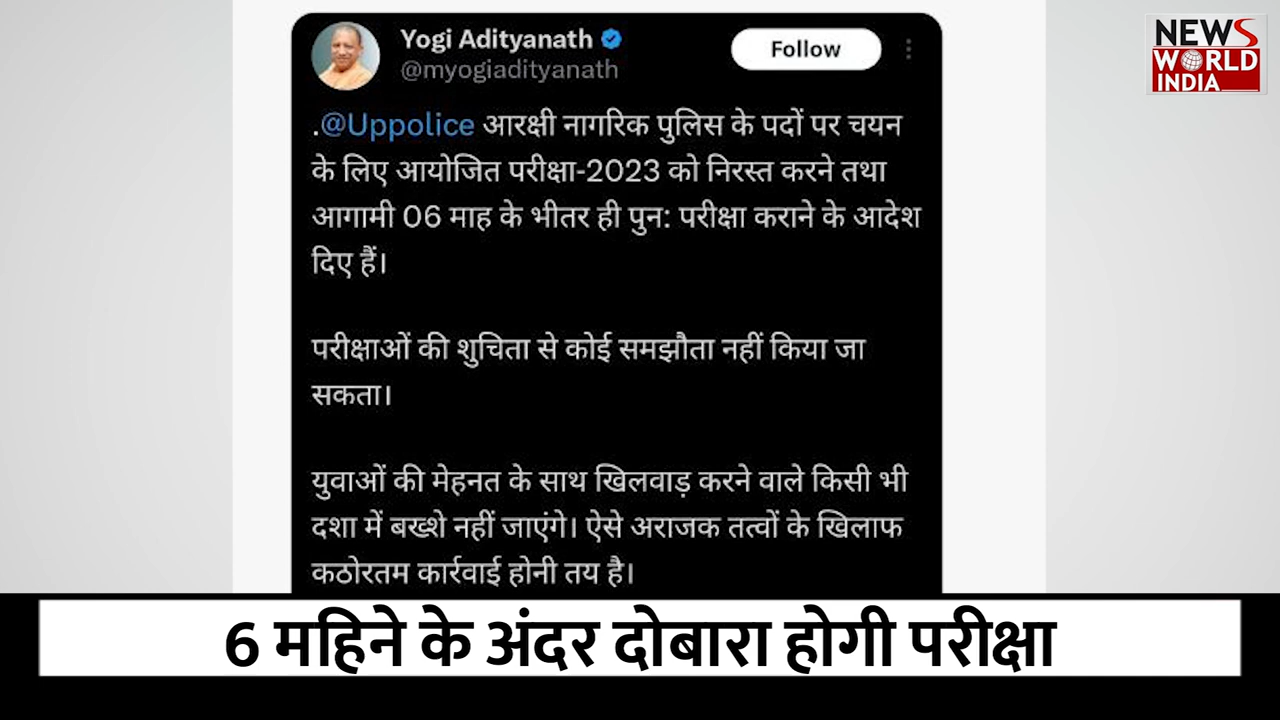 Yogi Adityanath
@myogiadityanath
Follow
NEWS
WORLD
INDIA
.@Uppolice आरक्षी नागरिक पुलिस के पदों पर चयन
के लिए आयोजित परीक्षा-2023 को निरस्त करने तथा
आगामी 06 माह के भीतर ही पुन: परीक्षा कराने के आदेश
दिए हैं।
परीक्षाओं की शुचिता से कोई समझौता नहीं किया जा
सकता।
युवाओं की मेहनत के साथ खिलवाड़ करने वाले किसी भी
दशा में बख्शे नहीं जाएंगे। ऐसे अराजक तत्वों के खिलाफ
कठोरतम कार्रवाई होनी तय है।
6 महिने के अंदर दोबारा होगी परीक्षा